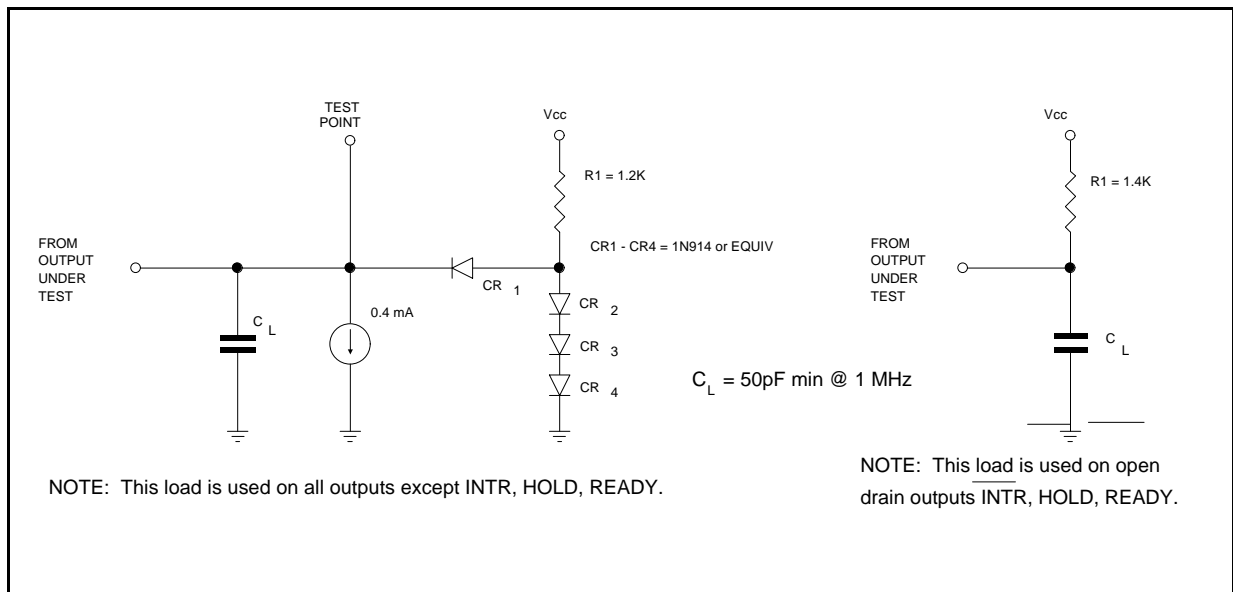 TEST
POINT
Vcc
R1 = 1.2K
CR1 - CR4 = 1N914 or EQUIV
FROM
OUTPUT
UNDER
TEST
CR 1
C L
0.4 mA
CR 2
CR 3
CR 4
C L = 50pF min @ 1 MHz
NOTE: This load is used on all outputs except INTR, HOLD, READY.
Vcc
R1 = 1.4K
FROM
OUTPUT
UNDER
TEST
C L
NOTE: This load is used on open
drain outputs INTR, HOLD, READY.